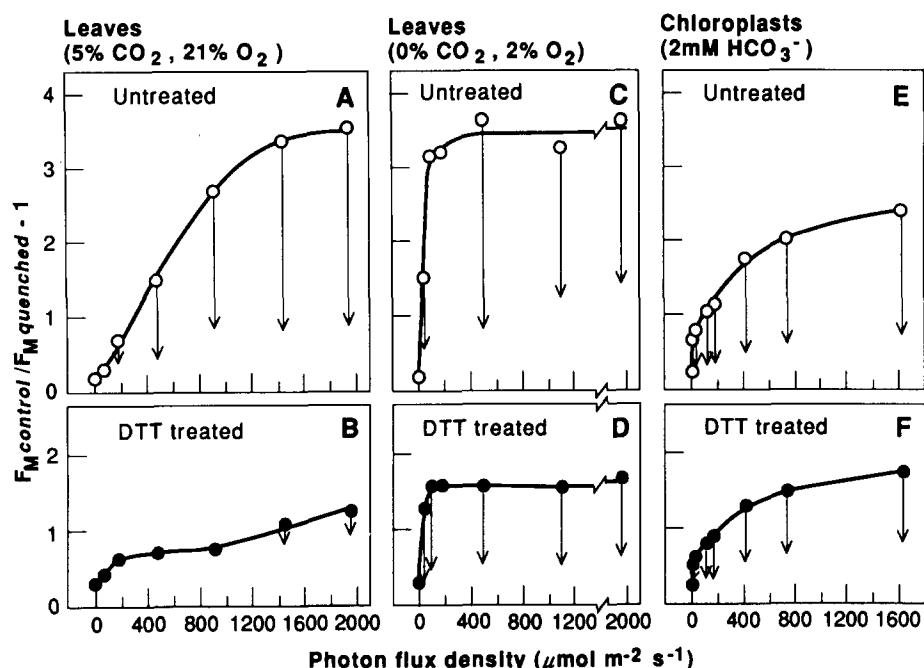 Leaves
(5% CO₂ , 21% O₂)
Leaves
(0% CO₂ , 2% O₂)
Chloroplasts
(2mM HCO₃⁻)
Untreated
A
Untreated
C
Untreated
E
4
3
2
1
0
DTT treated
B
DTT treated
D
DTT treated
F
2
1
0
F_M control / F_M quenched - 1
0 400 800 1200 1600 2000
0 400 800 1200 2000
0 400 800 1200 1600
Photon flux density (μmol m⁻² s⁻¹)